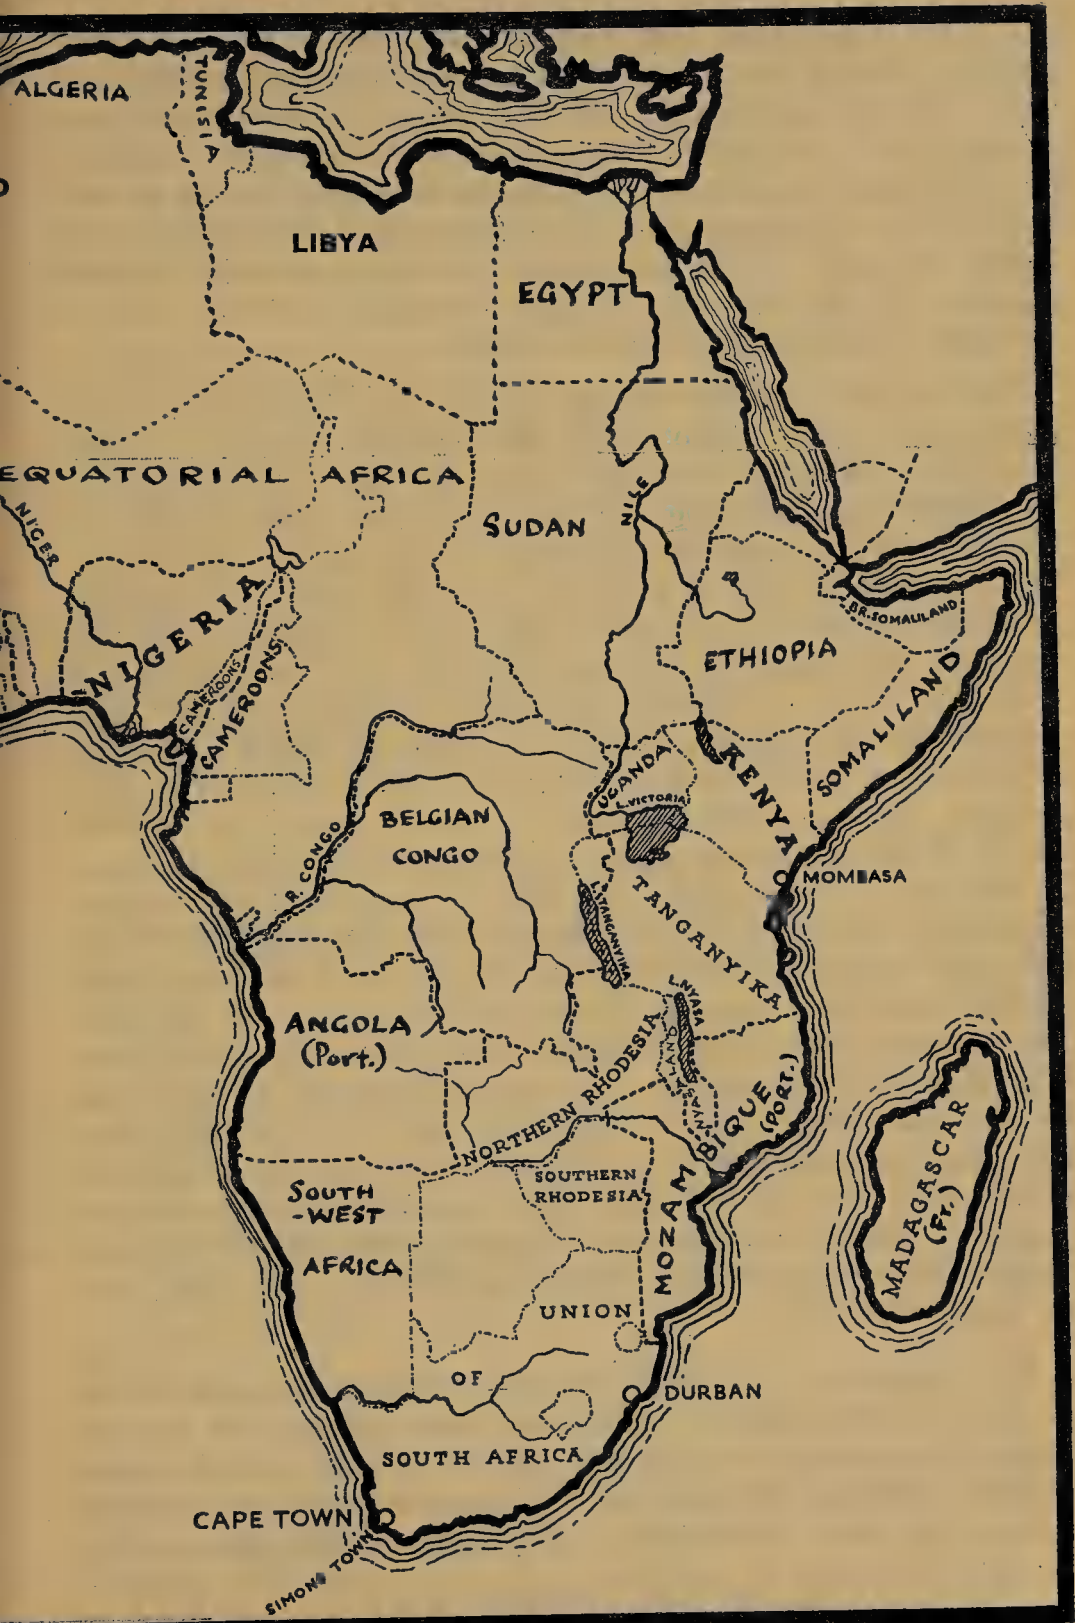 ALGERIA
TUNISIA
LIBYA
EGYPT
EQUATORIAL AFRICA
NIGER
NILE
SUDAN
NIGERIA
BR. SOMALILAND
ETHIOPIA
CAMEROONS
CAMEROONS
SOMALILAND
UGANDA
KENYA
L. VICTORIA
BELGIAN
CONGO
R. CONGO
MOMBASA
L. TANGANYIKA
TANGANYIKA
L. NYASA
ANGOLA
(Port.)
NYASALAND
NORTHERN RHODESIA
MOZAMBIQUE
(PORT.)
SOUTHERN
RHODESIA
SOUTH
-WEST
AFRICA
MADAGASCAR
(Fr.)
UNION
OF
SOUTH AFRICA
DURBAN
CAPE TOWN
SIMONS TOWN